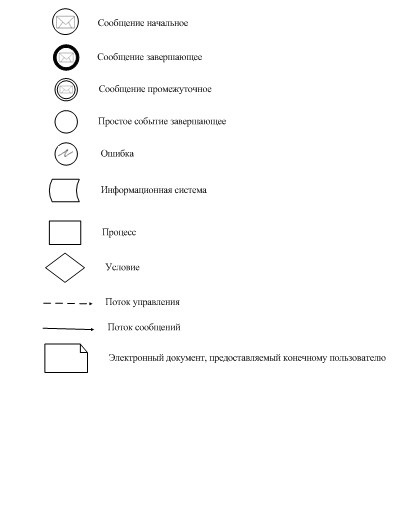 Сообщение начальное
Сообщение завершающее
Сообщение промежуточное
Простое событие завершающее
Ошибка
Информационная система
Процесс
Условие
Поток управления
Поток сообщений
Электронный документ, предоставляемый конечному пользователю